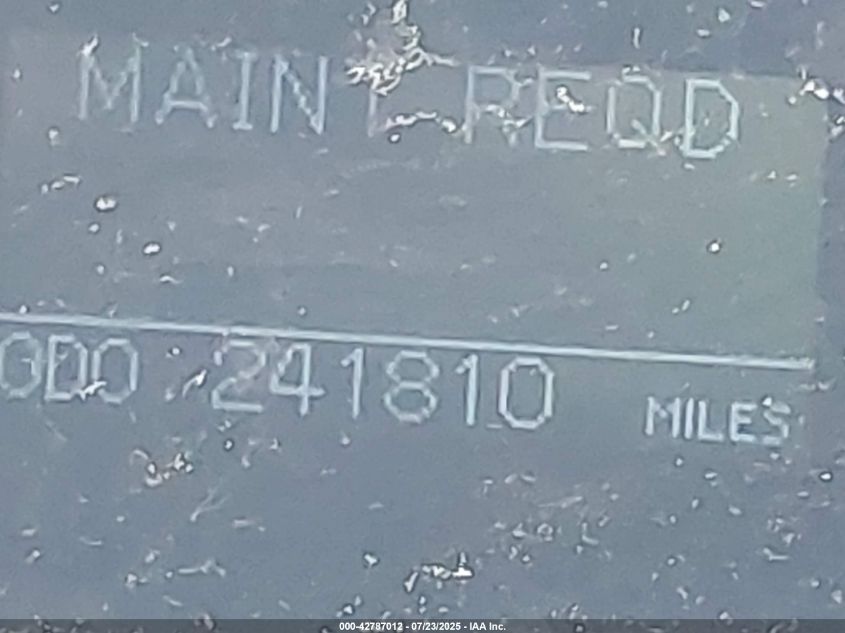 MAINT REQD
ODO 241810 MILES
000-42787012 - 07/23/2025 - IAA Inc.